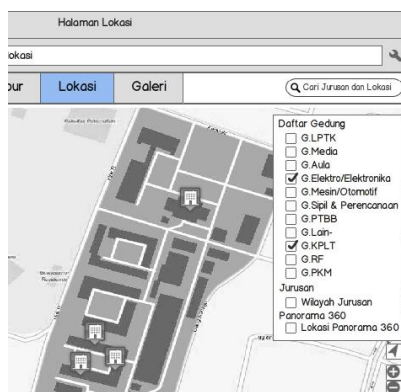 Halaman Lokasi
okasi
our
Lokasi
Galeri
Cari Jurusan dan Lokasi
Daftar Gedung
G.LPTK
G.Media
G.Aula
G.Elektro/Elektronika
G.Mesin/Otomotif
G.Sipil & Perencanaan
G.PTBB
G.Lain-
G.KPLT
G.RF
G.PKM
Jurusan
Wilayah Jurusan
Panorama 360
Lokasi Panorama 360